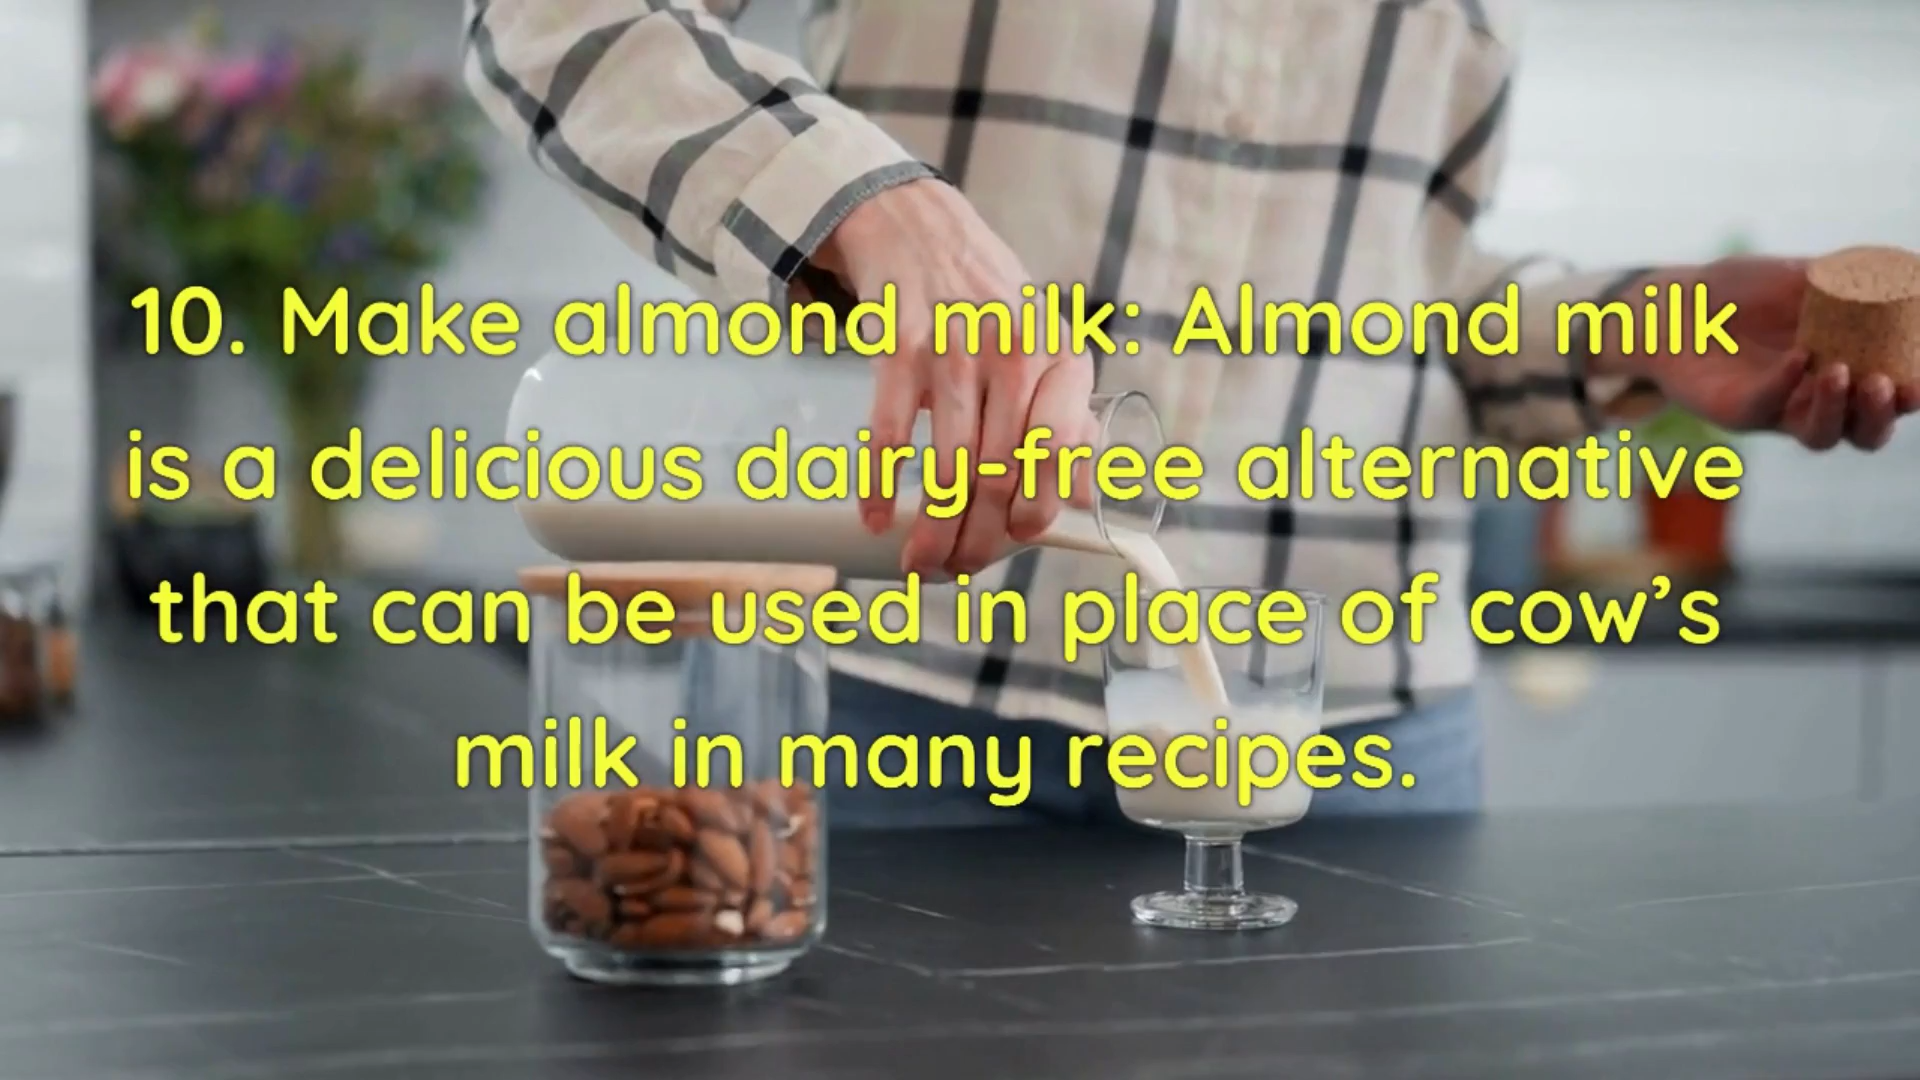 10. Make almond milk: Almond milk
is a delicious dairy-free alternative
that can be used in place of cow’s
milk in many recipes.